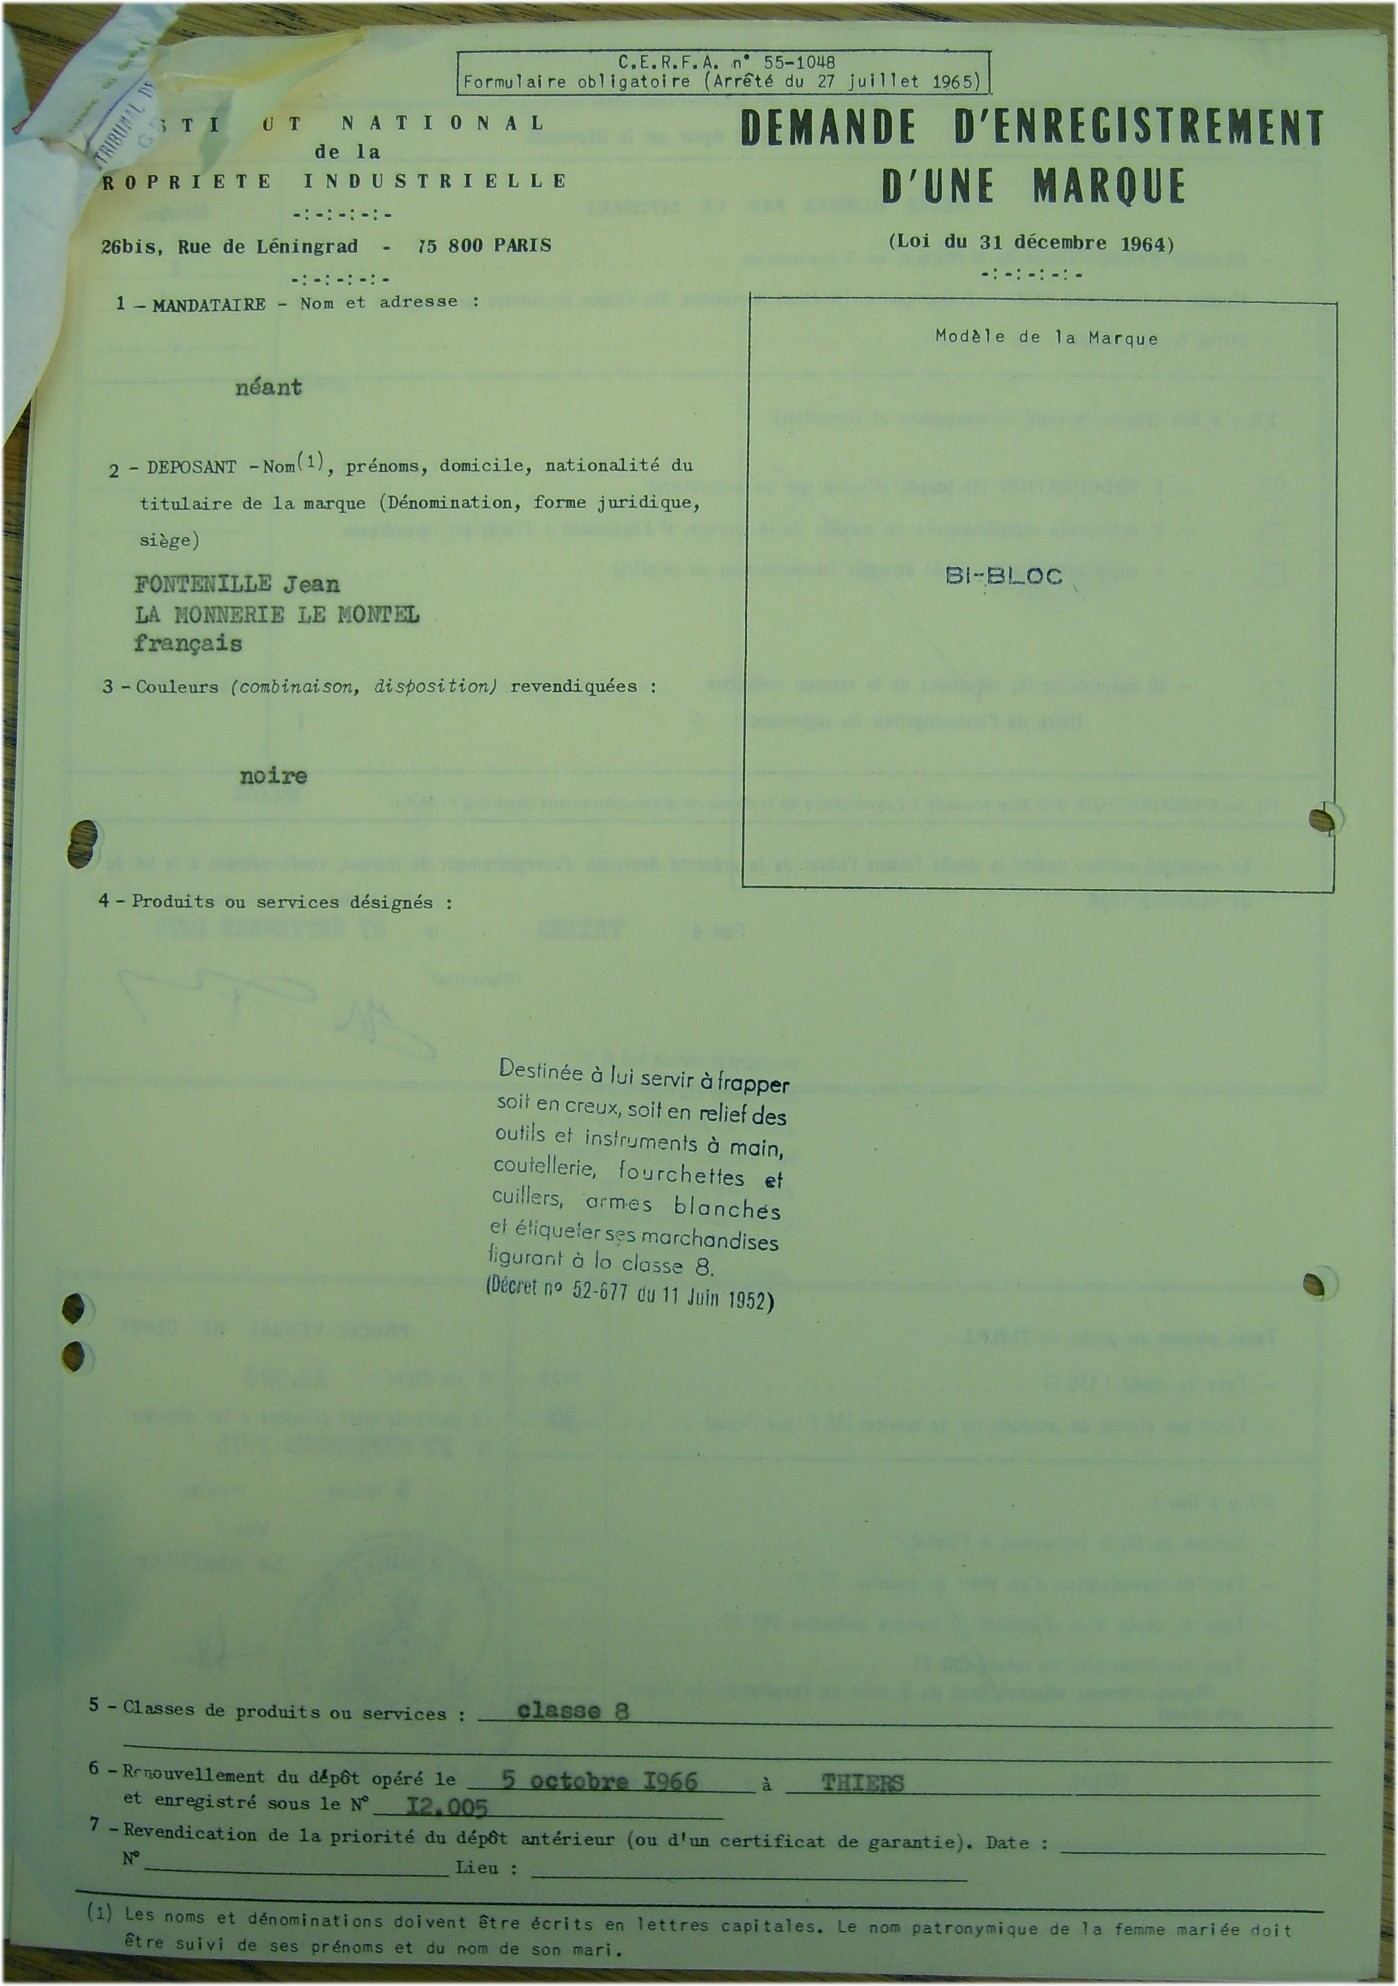 C.E.R.F.A. n° 55-1048
Formulaire obligatoire (Arrêté du 27 juillet 1965)
TRIBUNAL DE
STI UT NATIONAL
de la
ROPRIETE INDUSTRIELLE
-:-:-:-:-
26bis, Rue de Léningrad - 75 800 PARIS
-:-:-:-:-
DEMANDE D'ENREGISTREMENT
D'UNE MARQUE
(Loi du 31 décembre 1964)
-:-:-:-:-
1 - MANDATAIRE - Nom et adresse :
néant
2 - DEPOSANT - Nom(1), prénoms, domicile, nationalité du
titulaire de la marque (Dénomination, forme juridique,
siège)
FONTENILLE Jean
LA MONNERIE LE MONTEL
français
3 - Couleurs (combinaison, disposition) revendiquées :
noire
Modèle de la Marque
BI-BLOC
4 - Produits ou services désignés :
Destinée à lui servir à frapper
soit en creux, soit en relief des
outils et instruments à main,
coutellerie, fourchettes et
cuillers, armes blanches
et étiqueter ses marchandises
figurant à la classe 8.
(Décret nº 52-677 du 11 Juin 1952)
5 - Classes de produits ou services : classe 8
6 - Renouvellement du dépôt opéré le 5 octobre I966 à THIERS
et enregistré sous le N° I2.005
7 - Revendication de la priorité du dépôt antérieur (ou d'un certificat de garantie). Date :
N° Lieu :
(1) Les noms et dénominations doivent être écrits en lettres capitales. Le nom patronymique de la femme mariée doit
être suivi de ses prénoms et du nom de son mari.